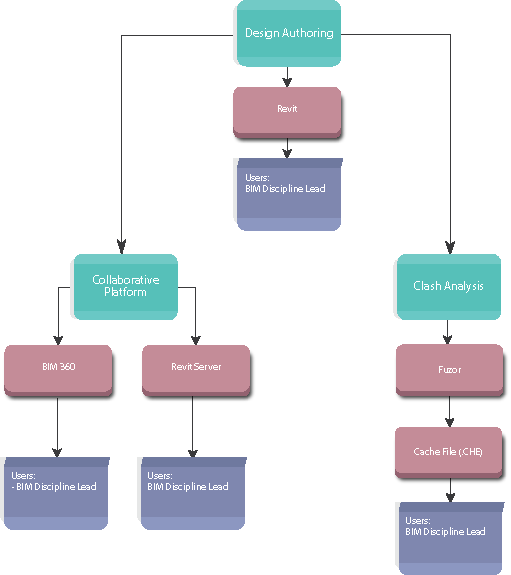 Design Authoring
Revit
Users:
BIM Discipline Lead
Collaborative
Platform
Clash Analysis
BIM 360
Revit Server
Fuzor
Cache File (.CHE)
Users:
- BIM Discipline Lead
Users:
BIM Discipline Lead
Users:
BIM Discipline Lead